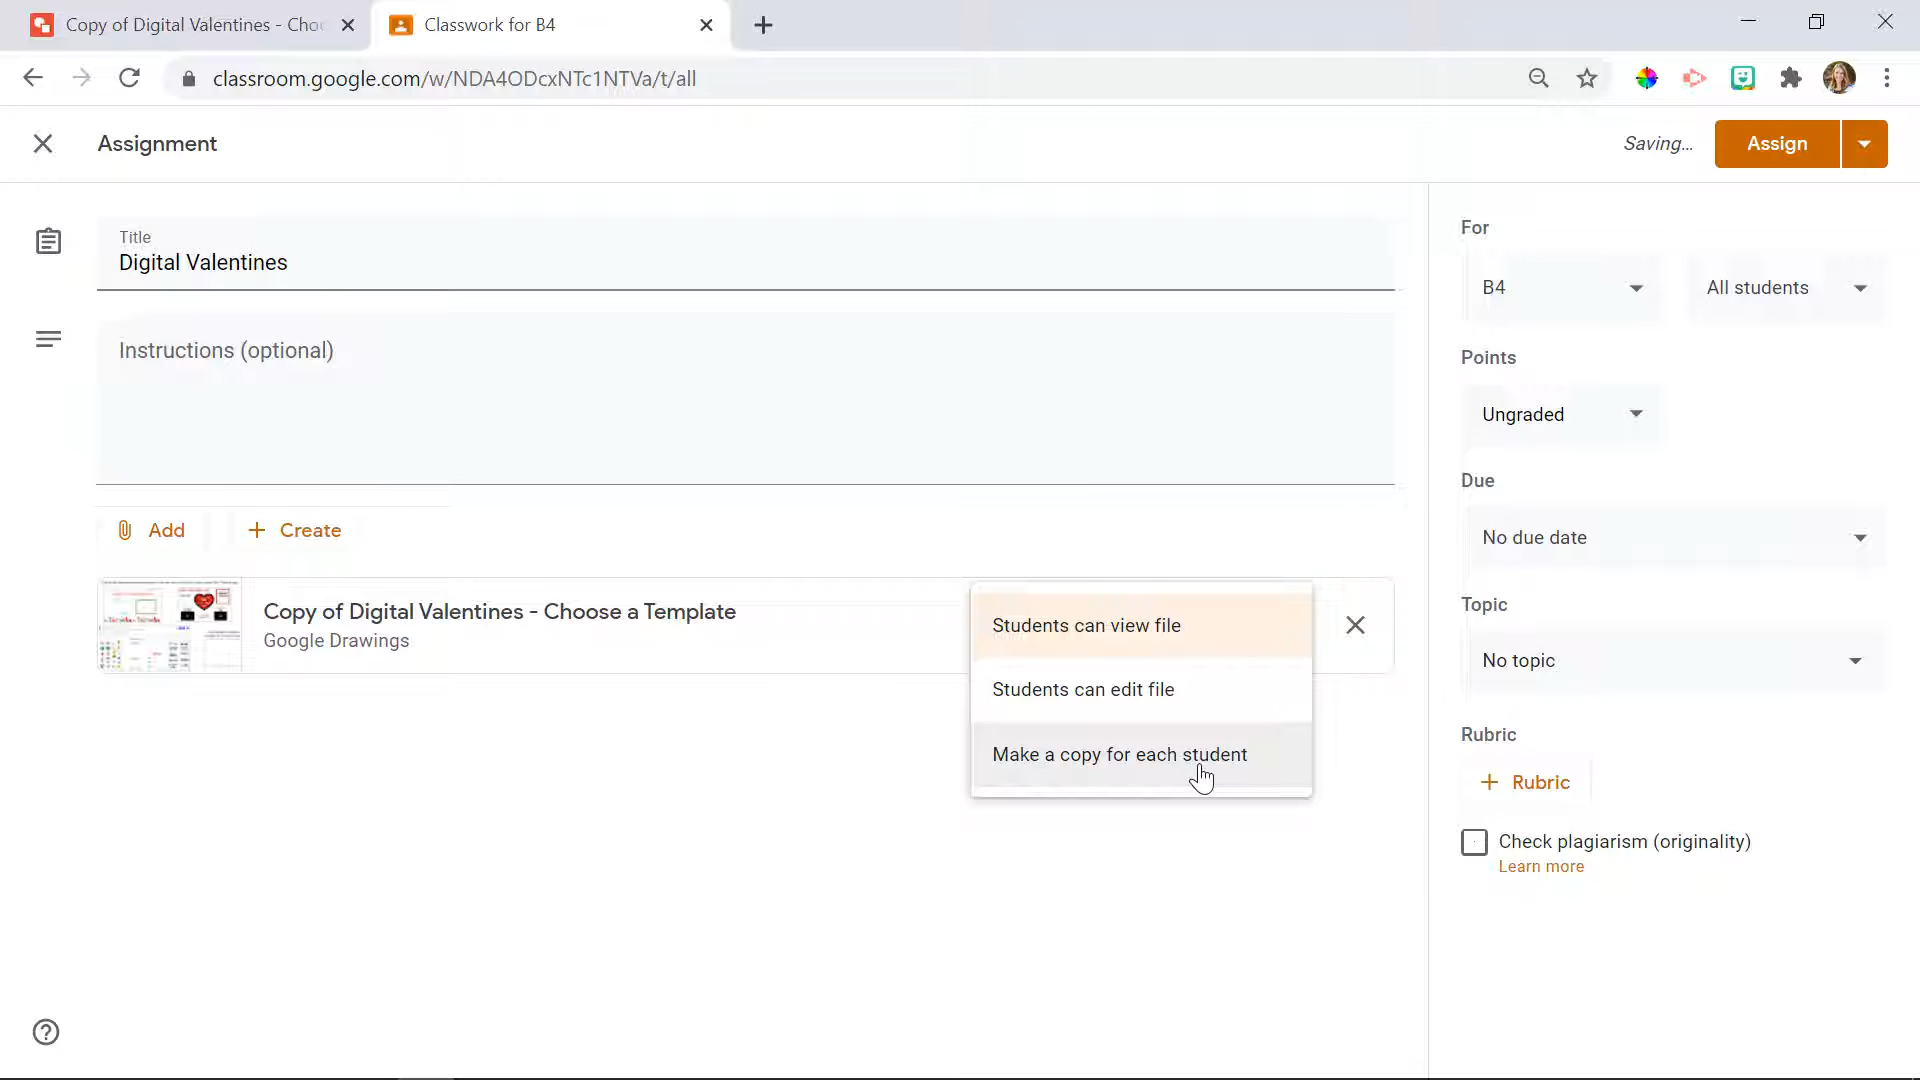 Copy of Digital Valentines - Cho
Classwork for B4
classroom.google.com/w/NDA4ODcxNTc1NTVa/t/all
Assignment
Saving...
Assign
Title
Digital Valentines
Instructions (optional)
Add
Create
Copy of Digital Valentines - Choose a Template
Google Drawings
Students can view file
Students can edit file
Make a copy for each student
For
B4
All students
Points
Ungraded
Due
No due date
Topic
No topic
Rubric
Rubric
Check plagiarism (originality)
Learn more